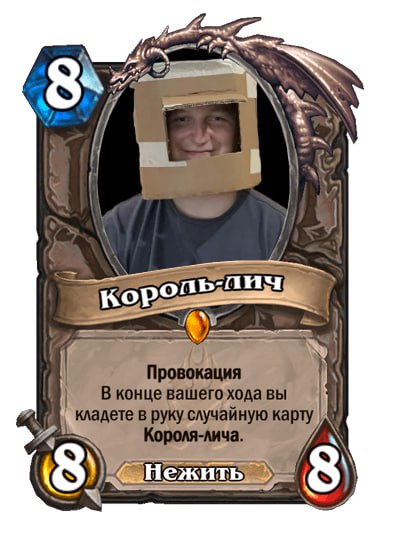 8
Король-лич
Провокация
В конце вашего хода вы
кладете в руку случайную карту
Короля-лича.
8
Нежить
8